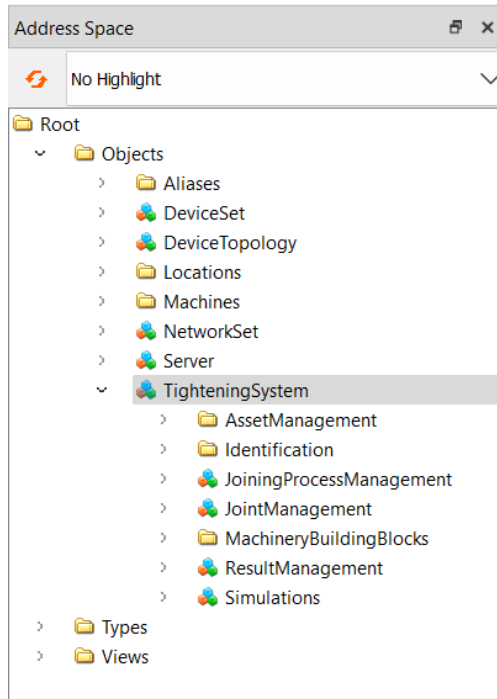 Address Space
No Highlight
Root
Objects
Aliases
DeviceSet
DeviceTopology
Locations
Machines
NetworkSet
Server
TighteningSystem
AssetManagement
Identification
JoiningProcessManagement
JointManagement
MachineryBuildingBlocks
ResultManagement
Simulations
Types
Views